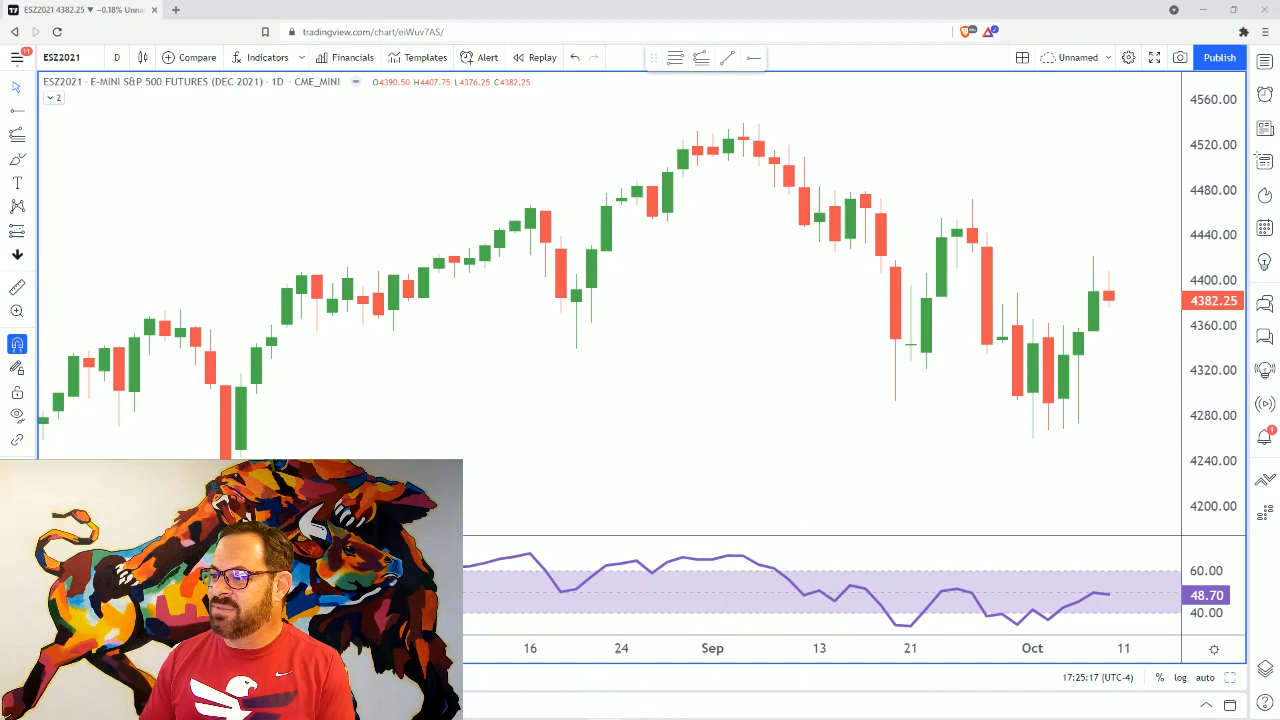 ESZ2021 4382.25 ▼ −0.18% Unna
tradingview.com/chart/eiWuv7AS/
11
ESZ2021 D Compare Indicators Financials Templates Alert Replay Unnamed Publish
ESZ2021 · E-MINI S&P 500 FUTURES (DEC 2021) · 1D · CME_MINI O4390.50 H4407.75 L4376.25 C4382.25
2
4560.00
4520.00
4480.00
4440.00
4400.00
4382.25
4360.00
4320.00
4280.00
4240.00
4200.00
1
60.00
48.70
40.00
16 24 Sep 13 21 Oct 11
17:25:17 (UTC-4) % log auto